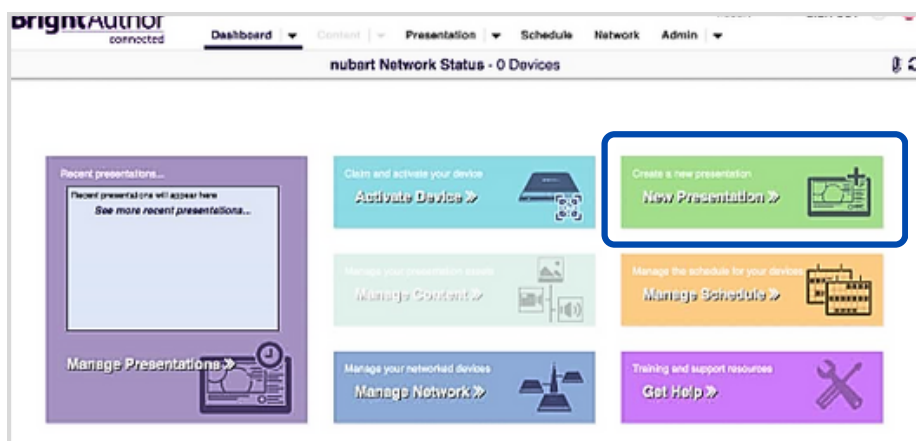 BrightAuthor
connected
Dashboard Content Presentation Schedule Network Admin
nubart Network Status - 0 Devices
Recent presentations...
Recent presentations will appear here
See more recent presentations...
Manage Presentations »
Claim and activate your device
Activate Device »
Create a new presentation
New Presentation »
Manage your presentation assets
Manage Content »
Manage the schedule for your devices
Manage Schedule »
Manage your networked devices
Manage Network »
Training and support resources
Get Help »